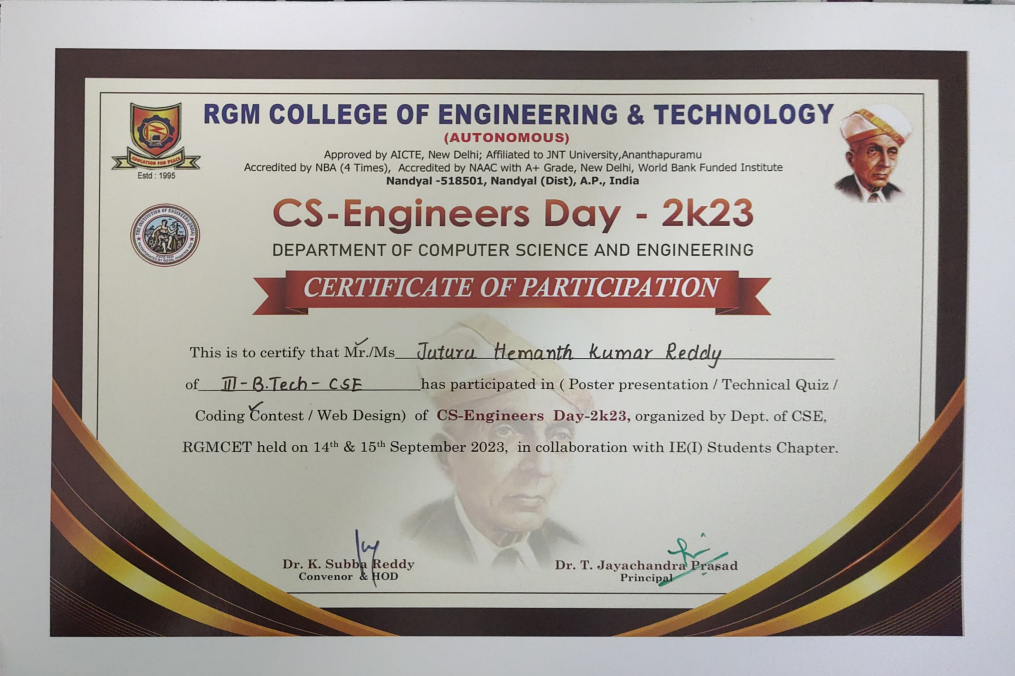 RGM COLLEGE OF ENGINEERING & TECHNOLOGY
(AUTONOMOUS)
Approved by AICTE, New Delhi; Affiliated to JNT University,Ananthapuramu
Accredited by NBA (4 Times), Accredited by NAAC with A+ Grade, New Delhi, World Bank Funded Institute
Nandyal -518501, Nandyal (Dist), A.P., India
EDUCATION FOR PEACE
Estd : 1995
CS-Engineers Day - 2k23
DEPARTMENT OF COMPUTER SCIENCE AND ENGINEERING
CERTIFICATE OF PARTICIPATION
This is to certify that Mr./Ms Juturu Hemanth Kumar Reddy
of III - B.Tech - CSE has participated in ( Poster presentation / Technical Quiz /
Coding Contest / Web Design) of CS-Engineers Day-2k23, organized by Dept. of CSE,
RGMCET held on 14th & 15th September 2023, in collaboration with IE(I) Students Chapter.
Dr. K. Subba Reddy
Convenor & HOD
Dr. T. Jayachandra Prasad
Principal